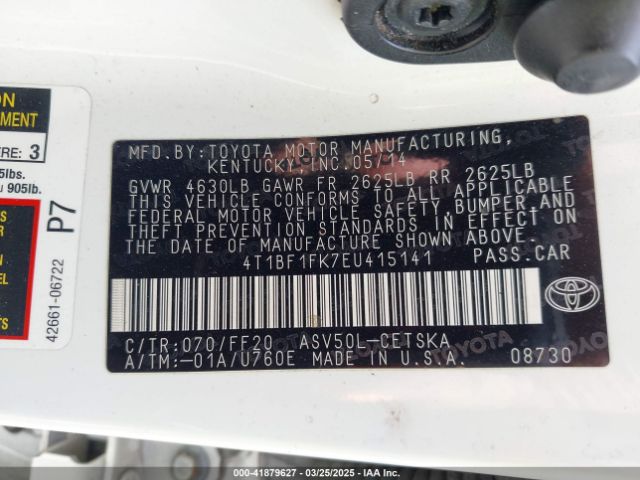 ON
EMENT
ERE: 3
5lbs.
905lb.
P7
42661-06722
MFD.BY:TOYOTA MOTOR MANUFACTURING,
KENTUCKY,INC.05/14
GVWR 4630LB GAWR FR 2625LB RR 2625LB
THIS VEHICLE CONFORMS TO ALL APPLICABLE
FEDERAL MOTOR VEHICLE SAFETY, BUMPER AND
THEFT PREVENTION STANDARDS IN EFFECT ON
THE DATE OF MANUFACTURE SHOWN ABOVE.
4T1BF1FK7EU415141 PASS.CAR
C/TR:070/FF20 ASV50L-CETSKA
A/TM:-01A/U760E MADE IN U.S.A. 08730
TOYOTA
000-41879627 | 03/25/2025 | IAA Inc.